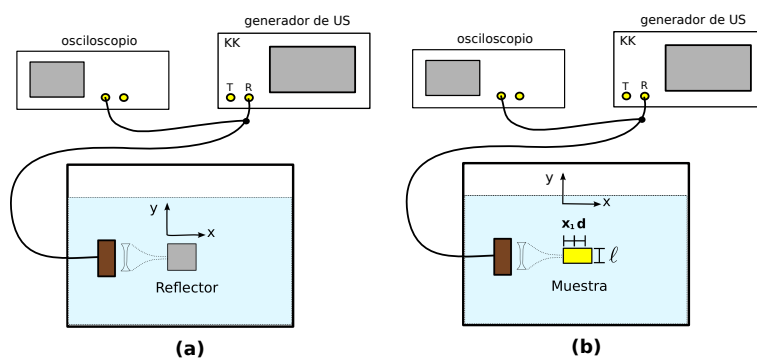 generador de US
osciloscopio
KK
T R
y
x
Reflector
(a)
generador de US
osciloscopio
KK
T R
y
x
x₁ d
ℓ
Muestra
(b)